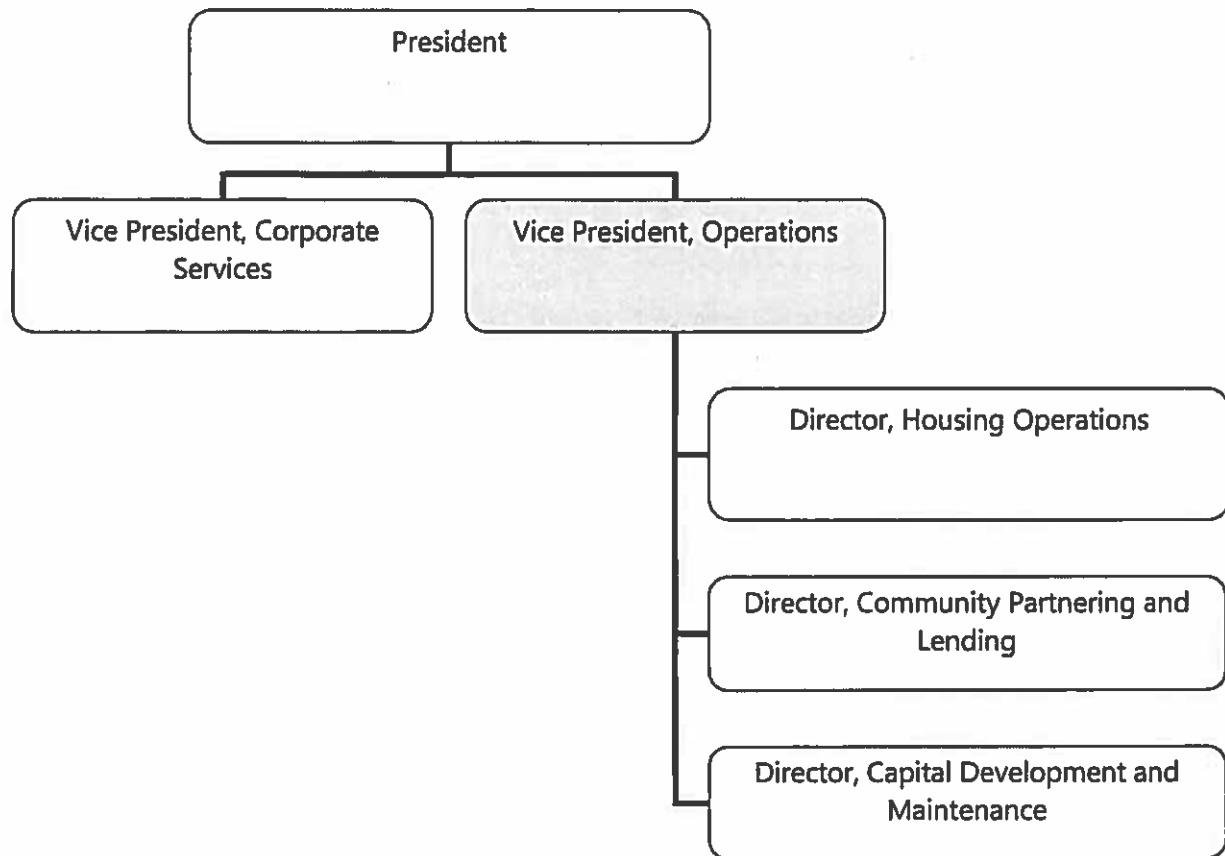 President
Vice President, Corporate
Services
Vice President, Operations
Director, Housing Operations
Director, Community Partnering and
Lending
Director, Capital Development and
Maintenance